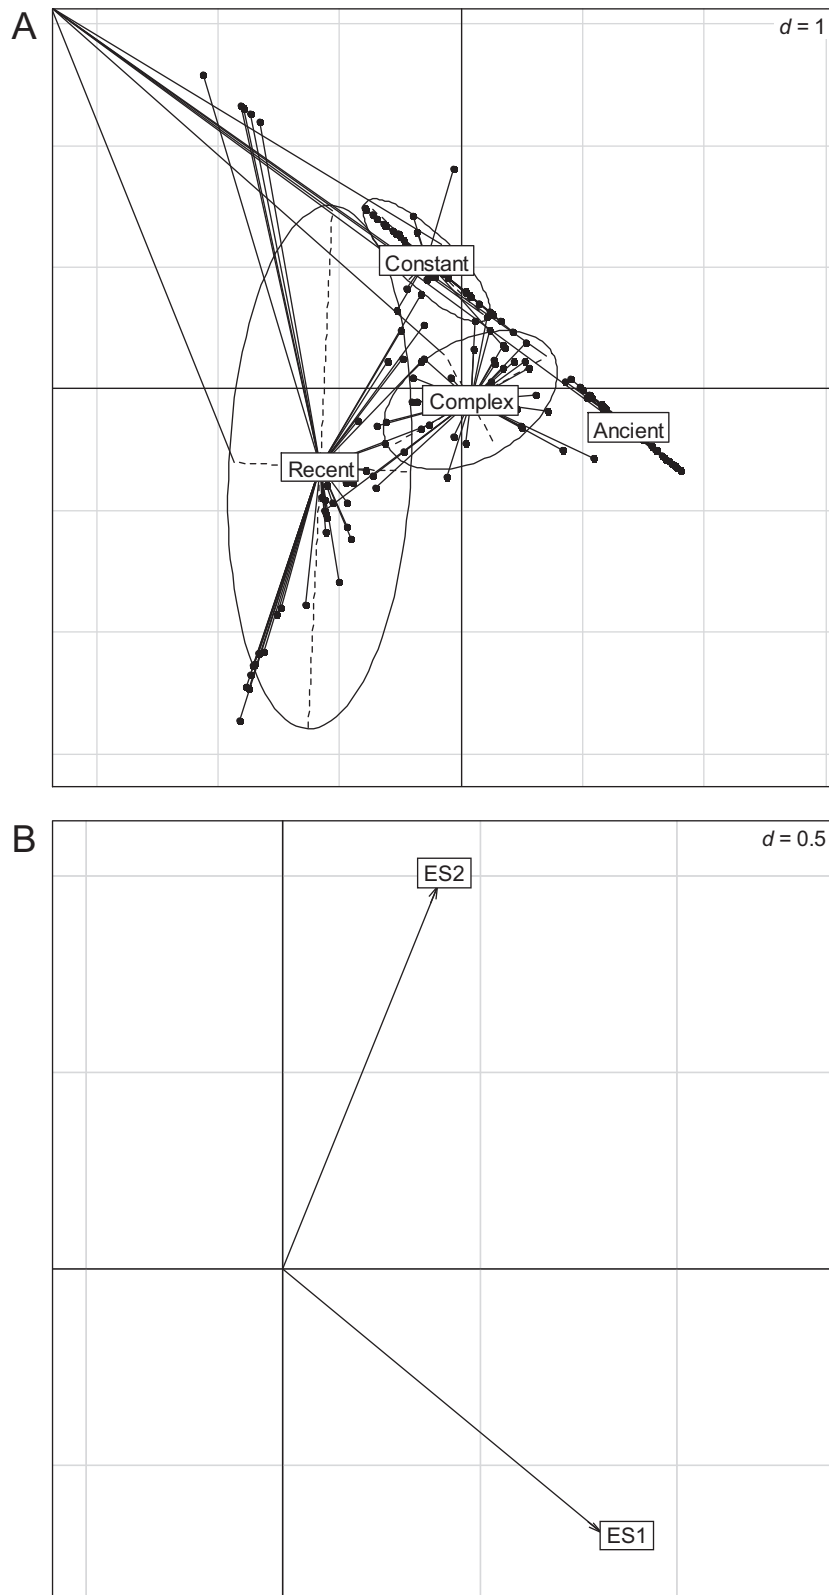 A
d = 1
Constant
Complex
Ancient
Recent
B
d = 0.5
ES2
ES1